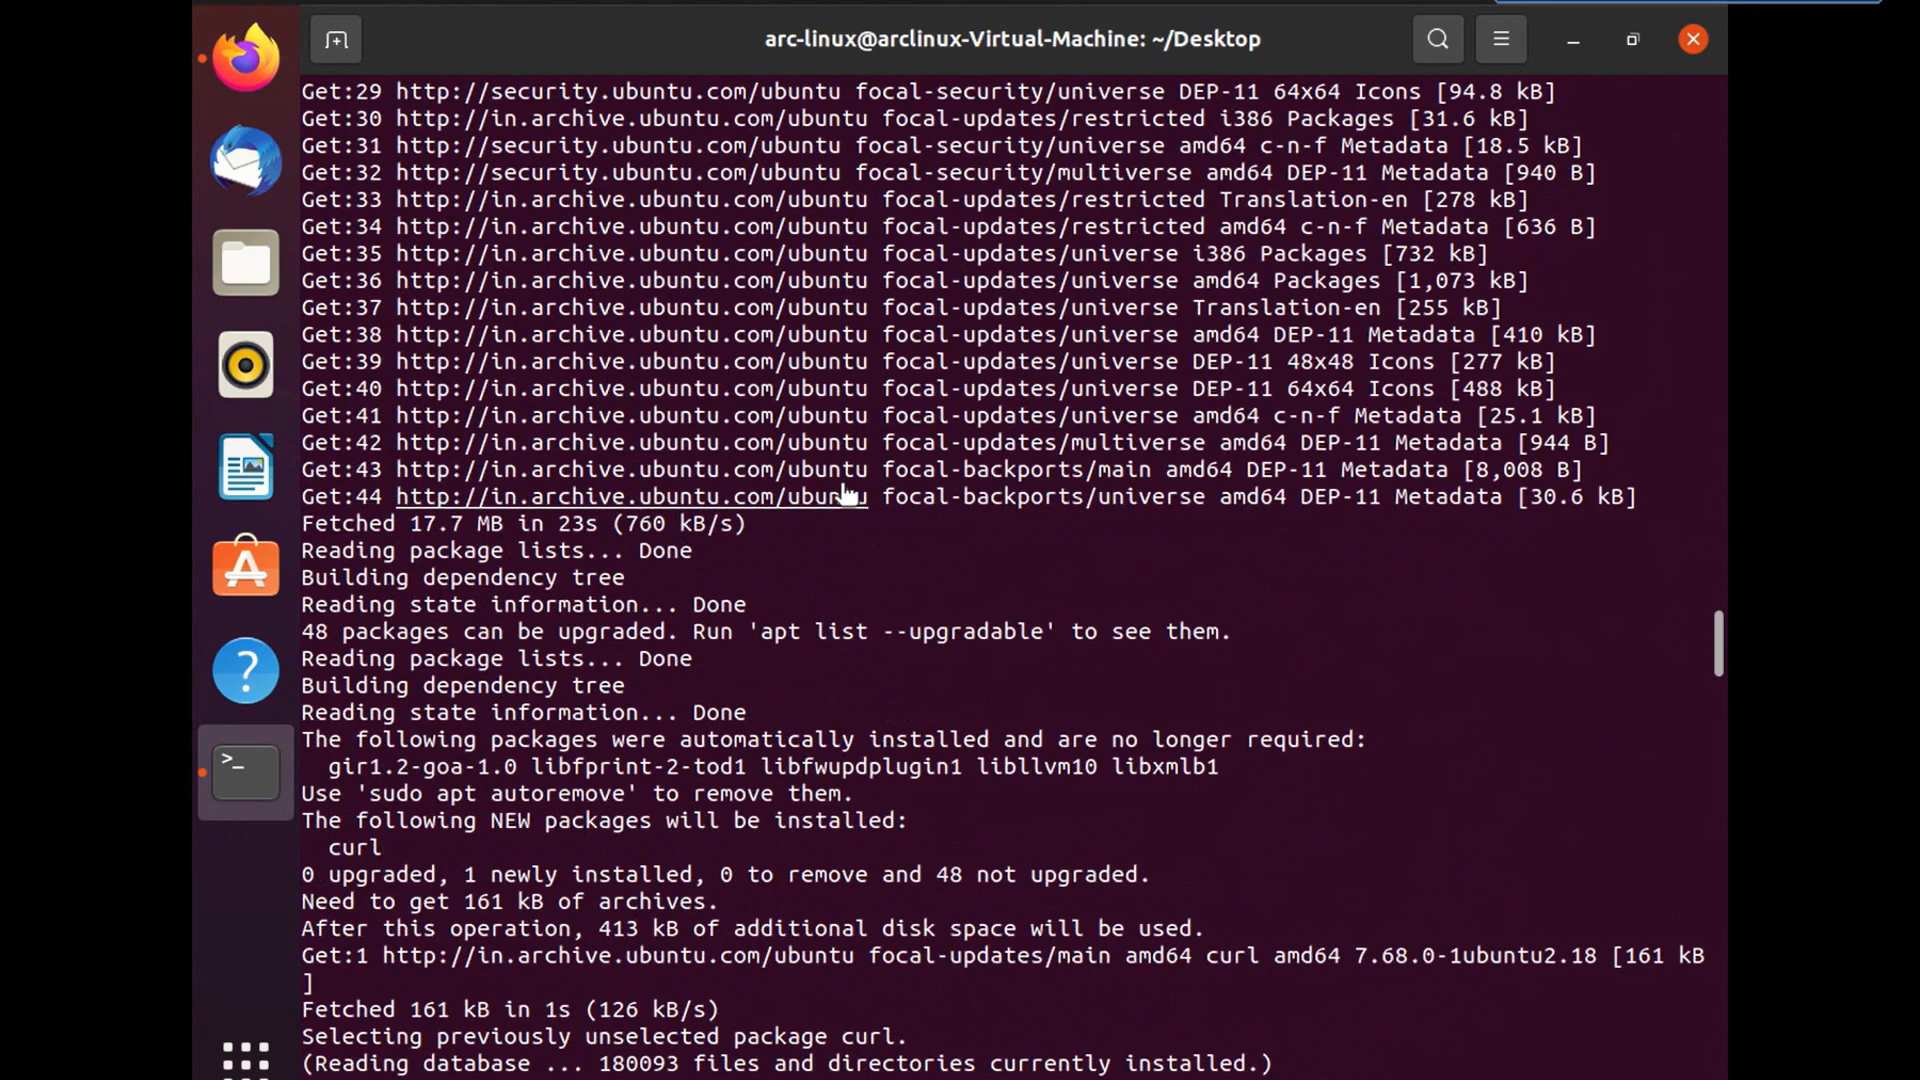 arc-linux@arclinux-Virtual-Machine: ~/Desktop
Get:29 http://security.ubuntu.com/ubuntu focal-security/universe DEP-11 64x64 Icons [94.8 kB]
Get:30 http://in.archive.ubuntu.com/ubuntu focal-updates/restricted i386 Packages [31.6 kB]
Get:31 http://security.ubuntu.com/ubuntu focal-security/universe amd64 c-n-f Metadata [18.5 kB]
Get:32 http://security.ubuntu.com/ubuntu focal-security/multiverse amd64 DEP-11 Metadata [940 B]
Get:33 http://in.archive.ubuntu.com/ubuntu focal-updates/restricted Translation-en [278 kB]
Get:34 http://in.archive.ubuntu.com/ubuntu focal-updates/restricted amd64 c-n-f Metadata [636 B]
Get:35 http://in.archive.ubuntu.com/ubuntu focal-updates/universe i386 Packages [732 kB]
Get:36 http://in.archive.ubuntu.com/ubuntu focal-updates/universe amd64 Packages [1,073 kB]
Get:37 http://in.archive.ubuntu.com/ubuntu focal-updates/universe Translation-en [255 kB]
Get:38 http://in.archive.ubuntu.com/ubuntu focal-updates/universe amd64 DEP-11 Metadata [410 kB]
Get:39 http://in.archive.ubuntu.com/ubuntu focal-updates/universe DEP-11 48x48 Icons [277 kB]
Get:40 http://in.archive.ubuntu.com/ubuntu focal-updates/universe DEP-11 64x64 Icons [488 kB]
Get:41 http://in.archive.ubuntu.com/ubuntu focal-updates/universe amd64 c-n-f Metadata [25.1 kB]
Get:42 http://in.archive.ubuntu.com/ubuntu focal-updates/multiverse amd64 DEP-11 Metadata [944 B]
Get:43 http://in.archive.ubuntu.com/ubuntu focal-backports/main amd64 DEP-11 Metadata [8,008 B]
Get:44 http://in.archive.ubuntu.com/ubuntu focal-backports/universe amd64 DEP-11 Metadata [30.6 kB]
Fetched 17.7 MB in 23s (760 kB/s)
Reading package lists... Done
Building dependency tree
Reading state information... Done
48 packages can be upgraded. Run 'apt list --upgradable' to see them.
Reading package lists... Done
Building dependency tree
Reading state information... Done
The following packages were automatically installed and are no longer required:
gir1.2-goa-1.0 libfprint-2-tod1 libfwupdplugin1 libllvm10 libxmlb1
Use 'sudo apt autoremove' to remove them.
The following NEW packages will be installed:
curl
0 upgraded, 1 newly installed, 0 to remove and 48 not upgraded.
Need to get 161 kB of archives.
After this operation, 413 kB of additional disk space will be used.
Get:1 http://in.archive.ubuntu.com/ubuntu focal-updates/main amd64 curl amd64 7.68.0-1ubuntu2.18 [161 kB
]
Fetched 161 kB in 1s (126 kB/s)
Selecting previously unselected package curl.
(Reading database ... 180093 files and directories currently installed.)